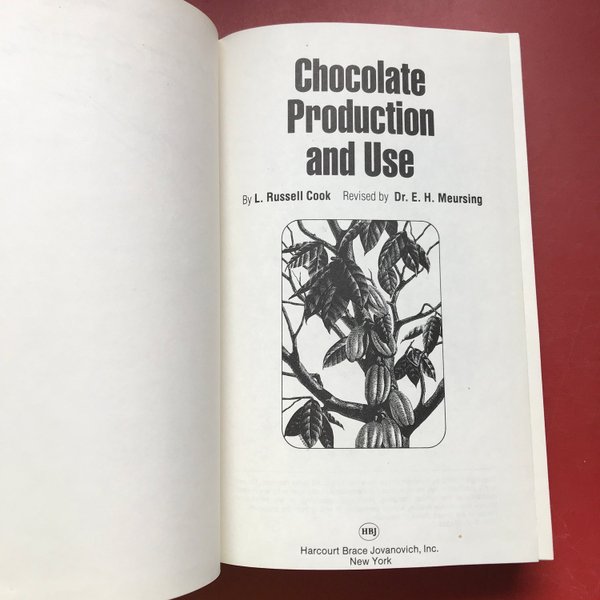 Chocolate
Production
and Use
By L. Russell Cook Revised by Dr. E. H. Meursing
HBJ
Harcourt Brace Jovanovich, Inc.
New York